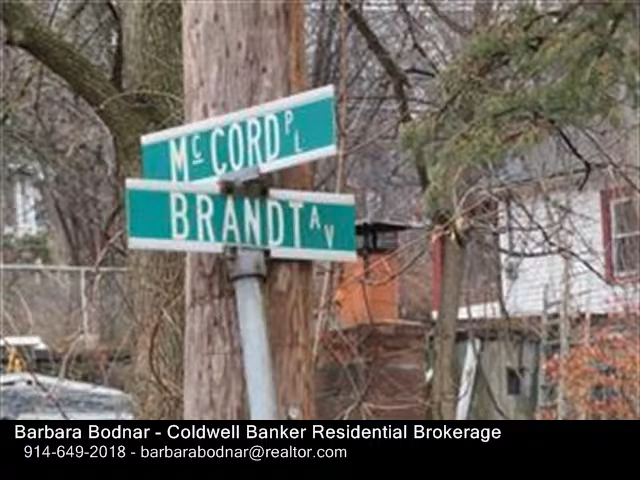 McCORD PL
BRANDT AV
Barbara Bodnar - Coldwell Banker Residential Brokerage
914-649-2018 - barbarabodnar@realtor.com